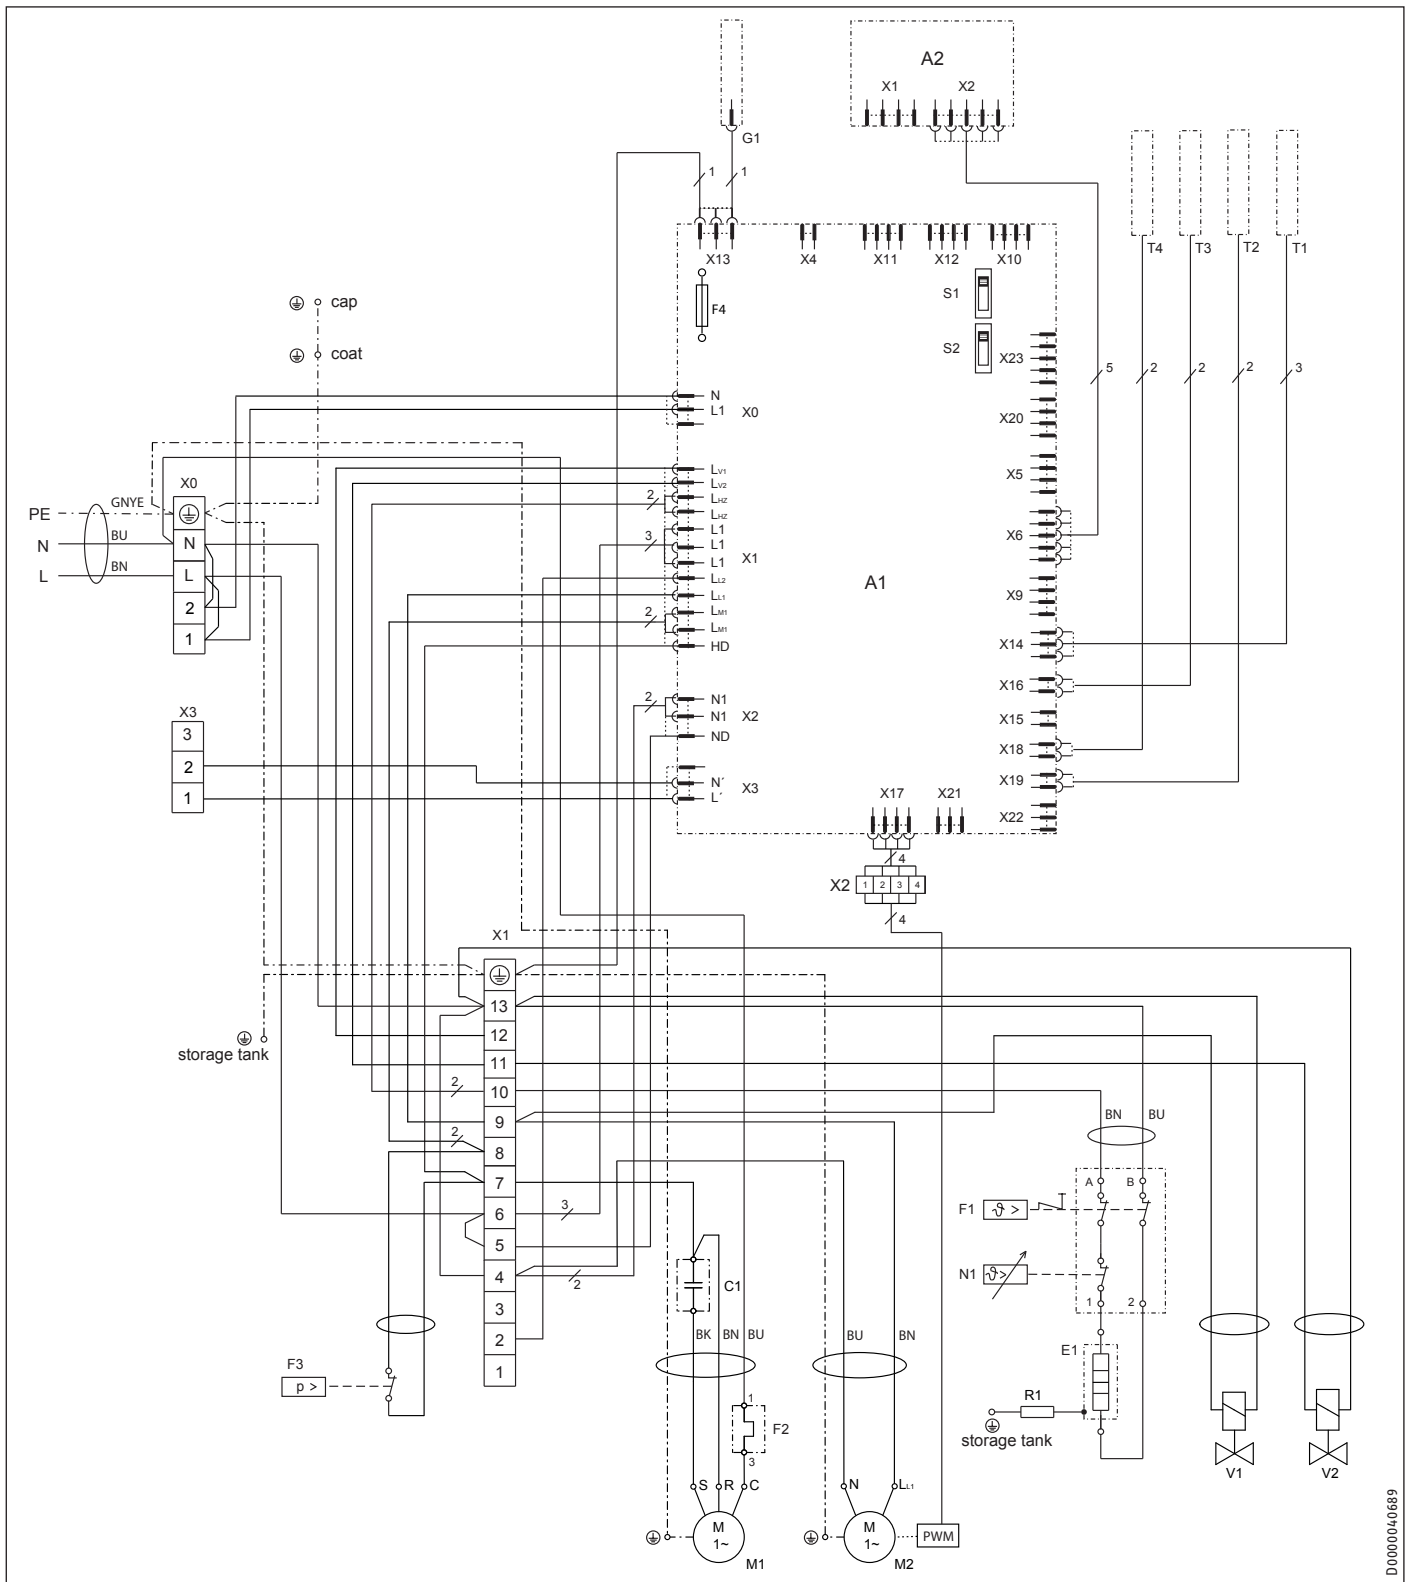 A2
X1 X2
G1
1 1
X13 X4 X11 X12 X10
T4 T3 T2 T1
S1
F4
S2
cap
coat
X23
5 2 2 2 3
N
L1 X0
X20
X0
GNYE
PE
BU
N N
BN
L L
2
1
LV1
LV2
2 LHZ
LHZ
L1
3 L1
L1
X1
LL2
LL1
2 LM1
LM1
HD
A1
X5
X6
X9
X14
X16
X15
X18
X19
X22
X3
3
2
1
2 N1
N1 X2
ND
N´ X3
L´
X17 X21
4
X2 1 2 3 4
4
X1
13
12
11
2 10
9
2 8
7
6 3
5
4 2
3
2
1
storage tank
BN BU
A B
F1 ϑ >
N1 ϑ>
1 2
C1
BK BN BU
BU BN
F3
p >
E1
R1
storage tank
1
F2
3
S R C
N LL1
M
1~
M1
M
1~
M2
PWM
V1 V2
D0000040689